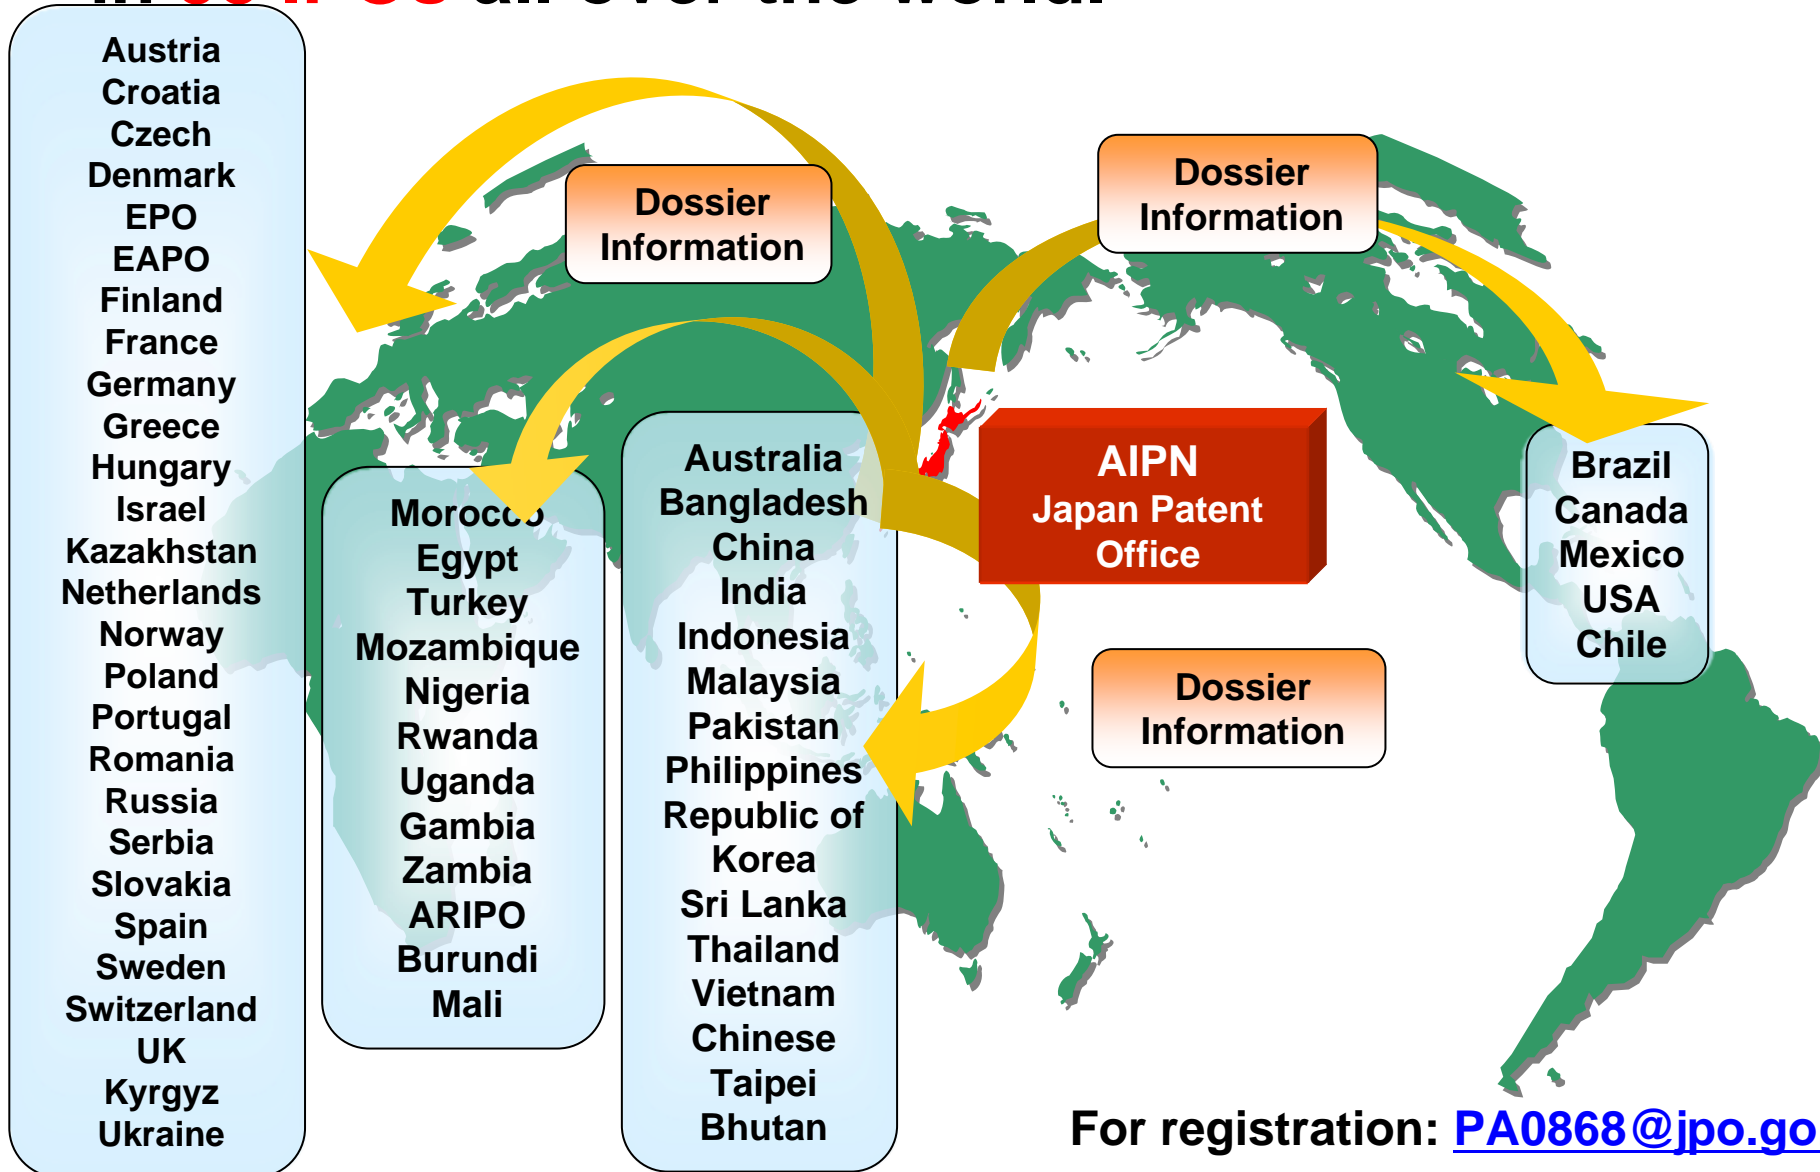 all over the world.
Austria
Croatia
Czech
Denmark
EPO
EAPO
Finland
France
Germany
Greece
Hungary
Israel
Kazakhstan
Netherlands
Norway
Poland
Portugal
Romania
Russia
Serbia
Slovakia
Spain
Sweden
Switzerland
UK
Kyrgyz
Ukraine
Dossier
Information
Morocco
Egypt
Turkey
Mozambique
Nigeria
Rwanda
Uganda
Gambia
Zambia
ARIPO
Burundi
Mali
Australia
Bangladesh
China
India
Indonesia
Malaysia
Pakistan
Philippines
Republic of
Korea
Sri Lanka
Thailand
Vietnam
Chinese
Taipei
Bhutan
Dossier
Information
AIPN
Japan Patent
Office
Dossier
Information
Brazil
Canada
Mexico
USA
Chile
For registration: PA0868@jpo.go